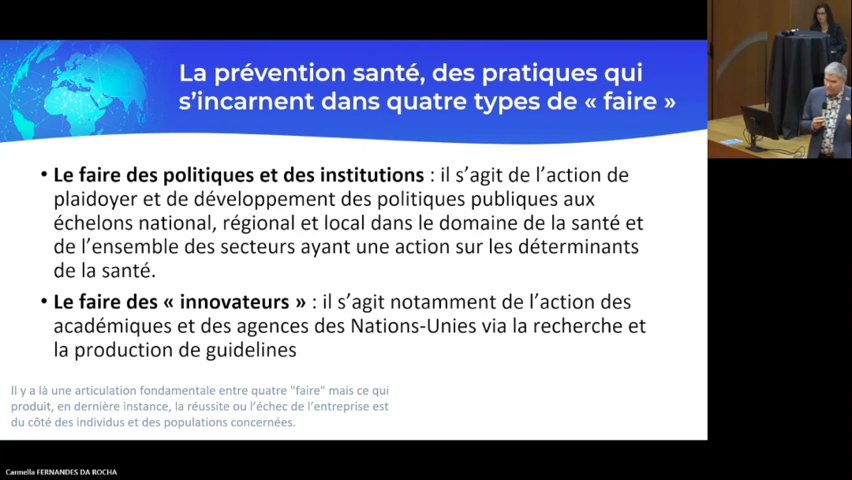 La prévention santé, des pratiques qui
s’incarnent dans quatre types de « faire »
• Le faire des politiques et des institutions : il s’agit de l’action de
plaidoyer et de développement des politiques publiques aux
échelons national, régional et local dans le domaine de la santé et
de l’ensemble des secteurs ayant une action sur les déterminants
de la santé.
• Le faire des « innovateurs » : il s’agit notamment de l’action des
académiques et des agences des Nations-Unies via la recherche et
la production de guidelines
Il y a là une articulation fondamentale entre quatre "faire" mais ce qui
produit, en dernière instance, la réussite ou l’échec de l’entreprise est
du côté des individus et des populations concernées.
Carmella FERNANDES DA ROCHA